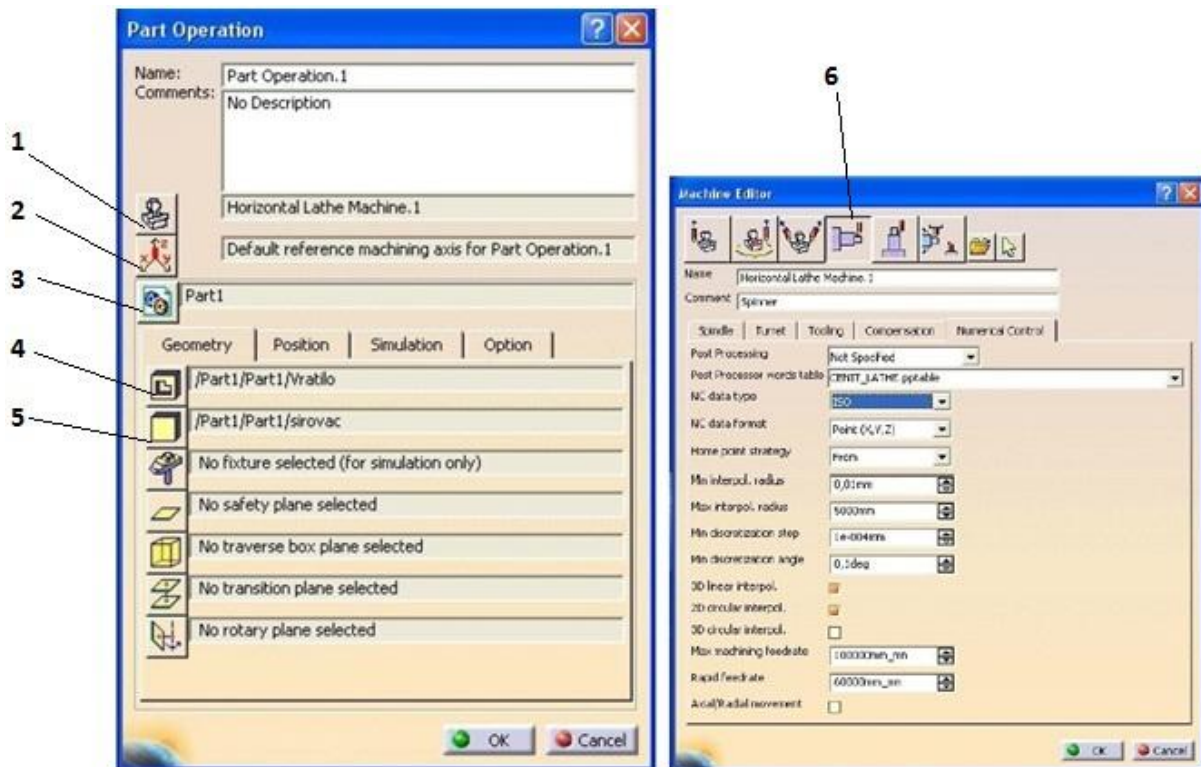 6
Part Operation
Name: Part Operation.1
Comments: No Description
1
Horizontal Lathe Machine.1
2
Default reference machining axis for Part Operation.1
3
Part1
Geometry Position Simulation Option
4
/Part1/Part1/Vratilo
5
/Part1/Part1/sirovac
No fixture selected (for simulation only)
No safety plane selected
No traverse box plane selected
No transition plane selected
No rotary plane selected
OK Cancel
Machine Editor
Name Horizontal Lathe Machine.1
Comment Spinner
Spindle Turret Tooling Compensation Numerical Control
Post Processing Not Specified
Post Processor words table CENIT_LATHE.pptable
NC data type ISO
NC data format Point (X,Y,Z)
Home point strategy From
Min interpol. radius 0,01mm
Max interpol. radius 5000mm
Min discretization step 1e-004mm
Min discretization angle 0,1deg
3D linear interpol.
2D circular interpol.
3D circular interpol.
Max machining feedrate 100000mm_mn
Rapid feedrate 60000mm_mn
Axial/Radial movement
OK Cancel